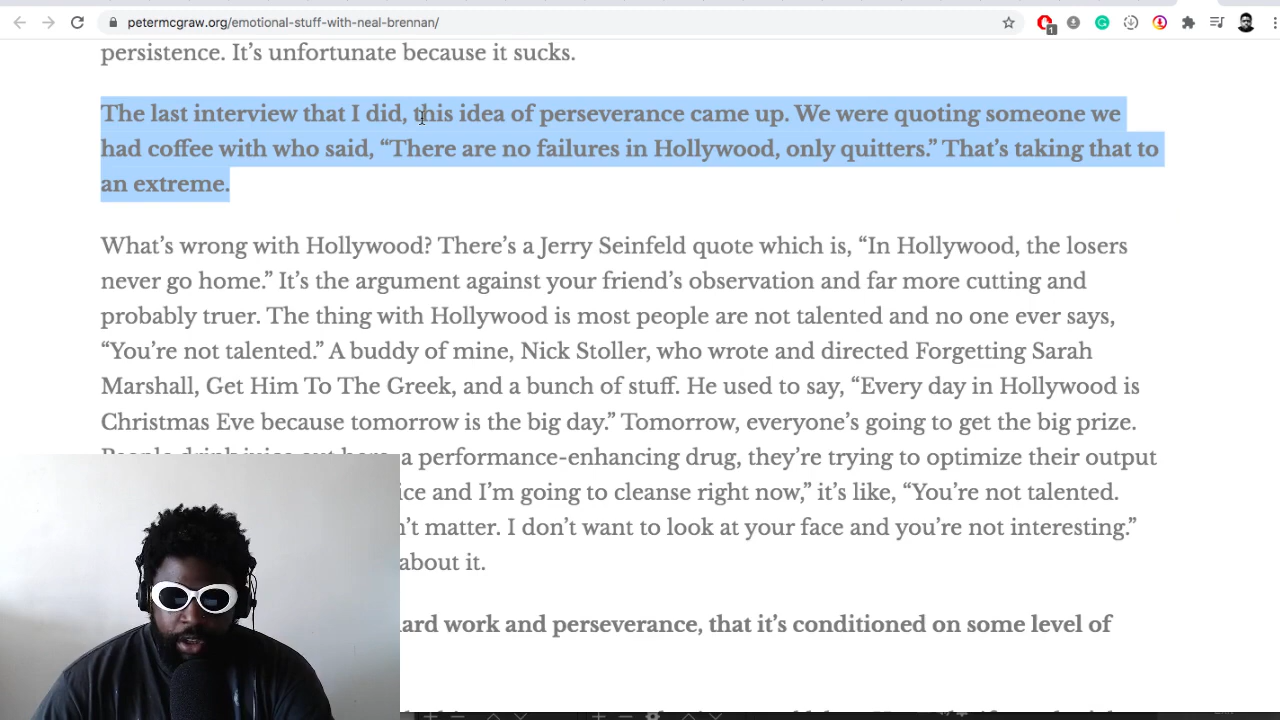 petermcgraw.org/emotional-stuff-with-neal-brennan/
1
persistence. It’s unfortunate because it sucks.
The last interview that I did, this idea of perseverance came up. We were quoting someone we
had coffee with who said, “There are no failures in Hollywood, only quitters.” That’s taking that to
an extreme.
What’s wrong with Hollywood? There’s a Jerry Seinfeld quote which is, “In Hollywood, the losers
never go home.” It’s the argument against your friend’s observation and far more cutting and
probably truer. The thing with Hollywood is most people are not talented and no one ever says,
“You’re not talented.” A buddy of mine, Nick Stoller, who wrote and directed Forgetting Sarah
Marshall, Get Him To The Greek, and a bunch of stuff. He used to say, “Every day in Hollywood is
Christmas Eve because tomorrow is the big day.” Tomorrow, everyone’s going to get the big prize.
a performance-enhancing drug, they’re trying to optimize their output
and I’m going to cleanse right now,” it’s like, “You’re not talented.
matter. I don’t want to look at your face and you’re not interesting.”
about it.
work and perseverance, that it’s conditioned on some level of